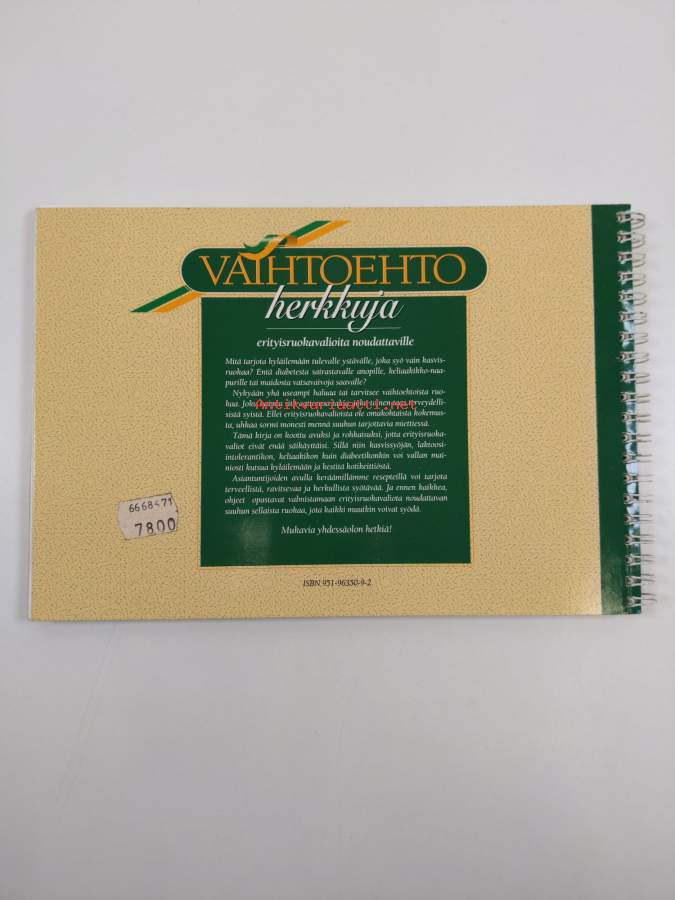 VAIHTOEHTO
herkkuja
erityisruokavalioita noudattaville
Mitä tarjota kyläilemään tulevalle ystävälle, joka syö vain kasvis-
ruokaa? Entä diabetesta sairastavalle anopille, keliaakikko-naa-
purille tai maidosta vatsavaivoja saavalle?
Nykyään yhä useampi haluaa tai tarvitsee vaihtoehtoista ruo-
kaa. terveydelli-
sistä syistä. Ellei erityisruokavalioista ole omakohtaista kokemus-
ta, uhkaa sormi monesti mennä suuhun tarjottavia miettiessä.
Tämä kirja on koottu avuksi ja rohkaisuksi, jotta erityisruoka-
valiot eivät enää säikäyttäisi. Sillä niin kasvissyöjän, laktoosi-
intolerantikon, keliaakikon kuin diabeetikonkin voi vallan mai-
niosti kutsua kyläilemään ja kestitä kotikeittiöstä.
Asiantuntijoiden avulla keräämillämme resepteillä voi tarjota
terveellistä, ravitsevaa ja herkullista syötävää. Ja ennen kaikkea,
ohjeet opastavat valmistamaan erityisruokavaliota noudattavan
suuhun sellaista ruokaa, jota kaikki muutkin voivat syödä.
Mukavia yhdessäolon hetkiä!
ISBN 951-96350-9-2
6668471
7800
Antikvariaatti.net